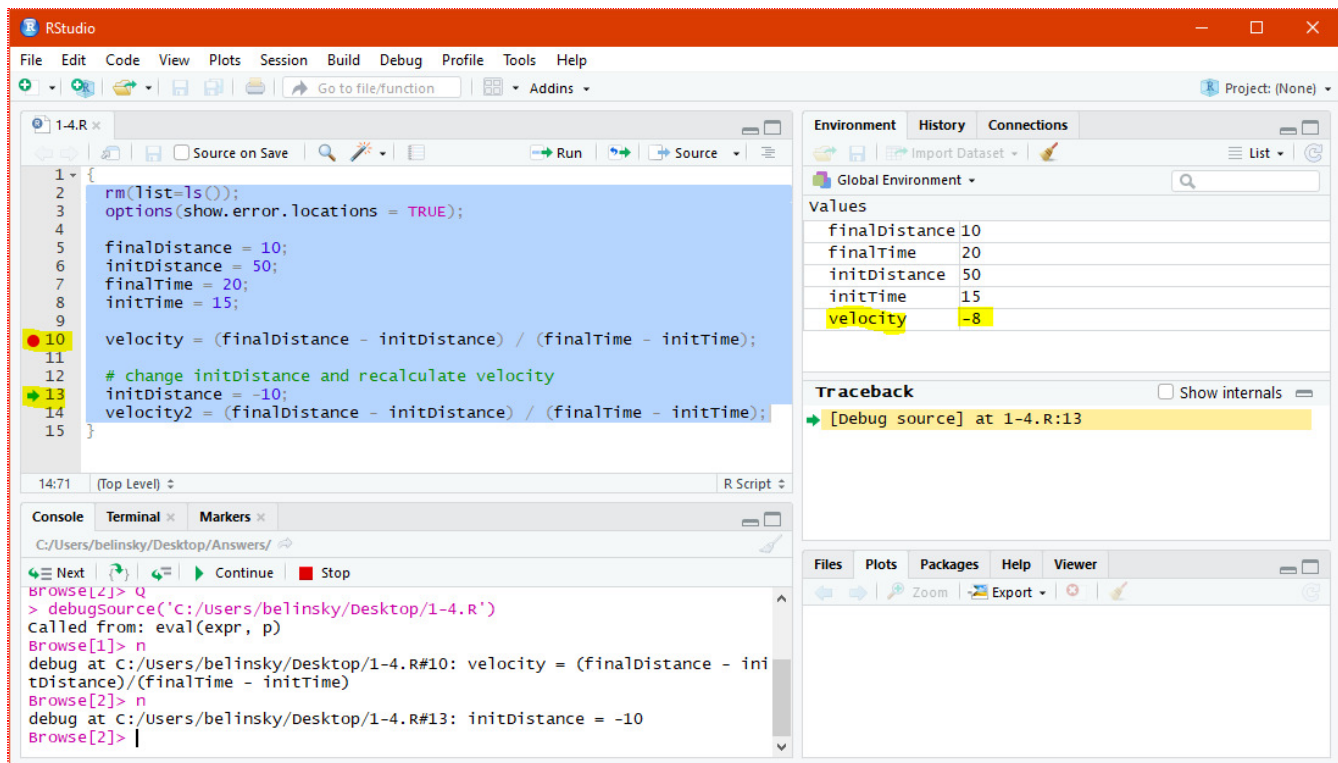 RStudio
File Edit Code View Plots Session Build Debug Profile Tools Help
Go to file/function Addins Project: (None)
1-4.R
Source on Save Run Source
1 {
2 rm(list=ls());
3 options(show.error.locations = TRUE);
4
5 finalDistance = 10;
6 initDistance = 50;
7 finalTime = 20;
8 initTime = 15;
9
10 velocity = (finalDistance - initDistance) / (finalTime - initTime);
11
12 # change initDistance and recalculate velocity
13 initDistance = -10;
14 velocity2 = (finalDistance - initDistance) / (finalTime - initTime);
15 }
14:71 (Top Level) R Script
Console Terminal Markers
C:/Users/belinsky/Desktop/Answers/
Next Continue Stop
Browse[2]> Q
> debugSource('C:/Users/belinsky/Desktop/1-4.R')
Called from: eval(expr, p)
Browse[1]> n
debug at C:/Users/belinsky/Desktop/1-4.R#10: velocity = (finalDistance - ini
tDistance)/(finalTime - initTime)
Browse[2]> n
debug at C:/Users/belinsky/Desktop/1-4.R#13: initDistance = -10
Browse[2]>
Environment History Connections
Import Dataset List
Global Environment
Values
finalDistance 10
finalTime 20
initDistance 50
initTime 15
velocity -8
Traceback Show internals
[Debug source] at 1-4.R:13
Files Plots Packages Help Viewer
Zoom Export